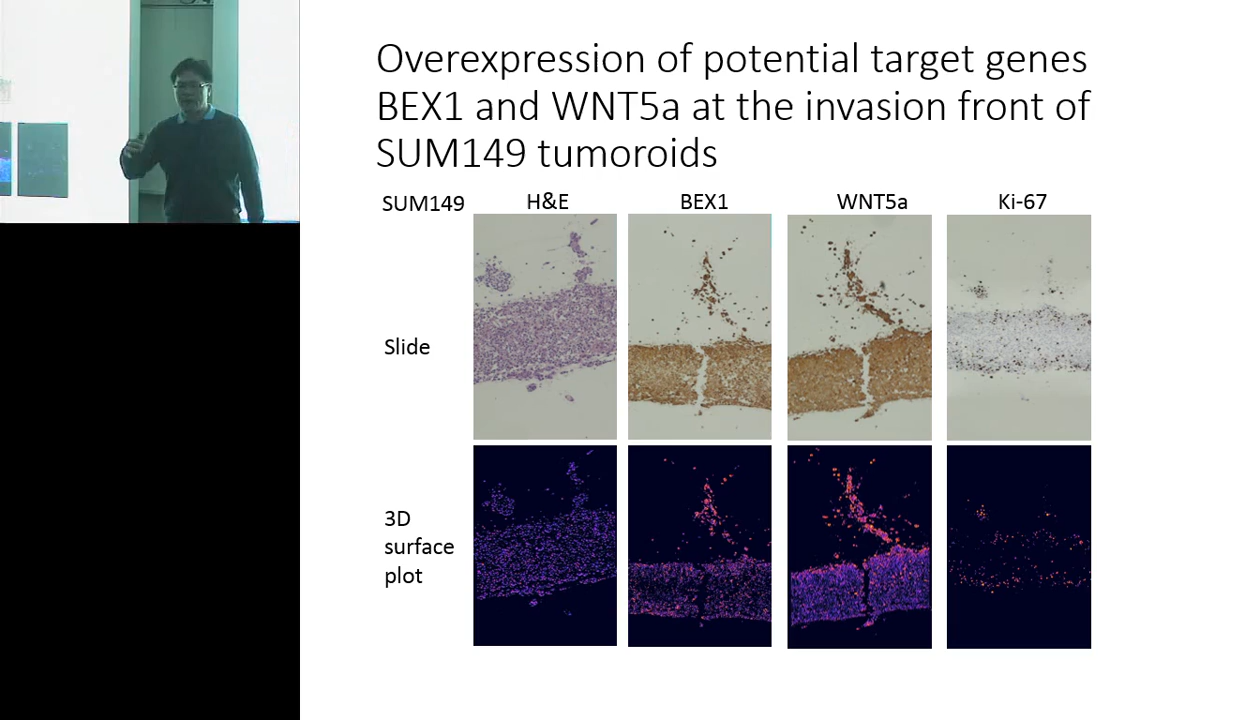 Overexpression of potential target genes
BEX1 and WNT5a at the invasion front of
SUM149 tumoroids
SUM149 H&E BEX1 WNT5a Ki-67
Slide
3D
surface
plot